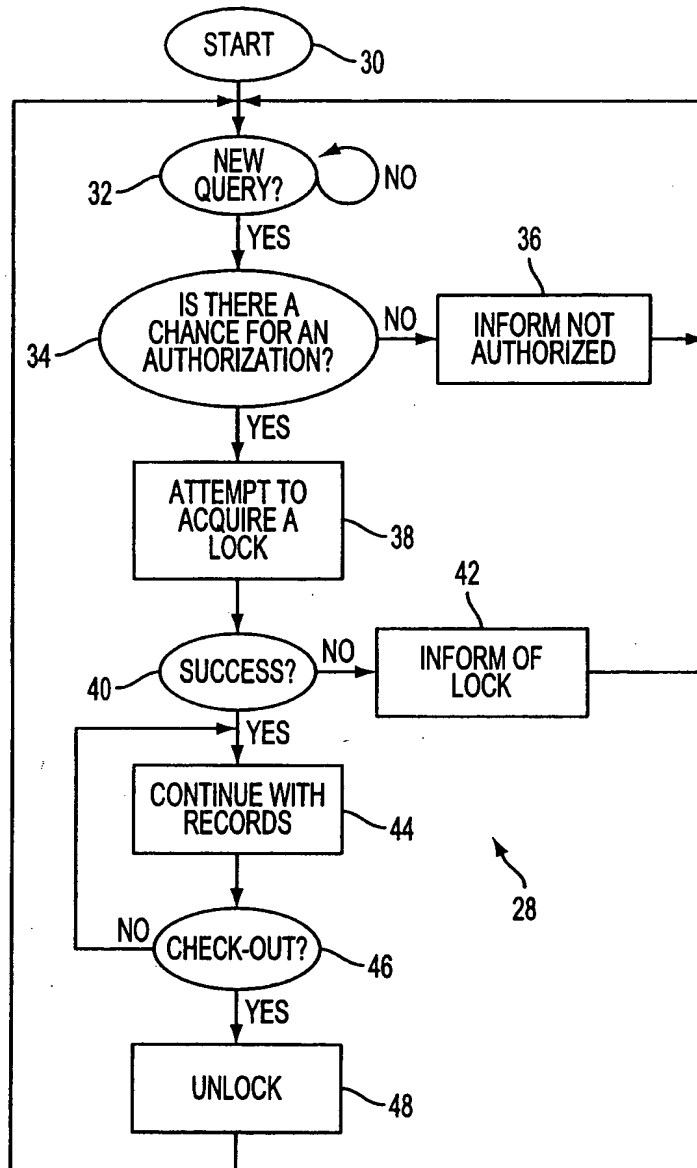 START
30
NEW
QUERY?
NO
32
YES
36
IS THERE A
CHANCE FOR AN
AUTHORIZATION?
NO
INFORM NOT
AUTHORIZED
34
YES
ATTEMPT TO
ACQUIRE A
LOCK
38
42
SUCCESS?
NO
INFORM OF
LOCK
40
YES
CONTINUE WITH
RECORDS
44
28
NO
CHECK-OUT?
46
YES
UNLOCK
48